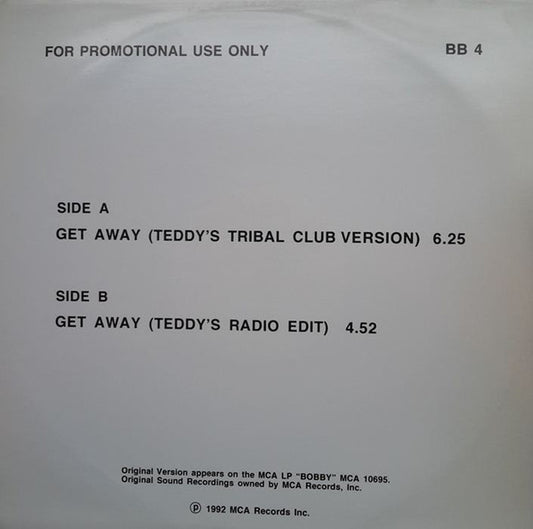 FOR PROMOTIONAL USE ONLY BB 4
SIDE A
GET AWAY (TEDDY'S TRIBAL CLUB VERSION) 6.25
SIDE B
GET AWAY (TEDDY'S RADIO EDIT) 4.52
Original Version appears on the MCA LP "BOBBY" MCA 10695.
Original Sound Recordings owned by MCA Records, Inc.
℗ 1992 MCA Records Inc.